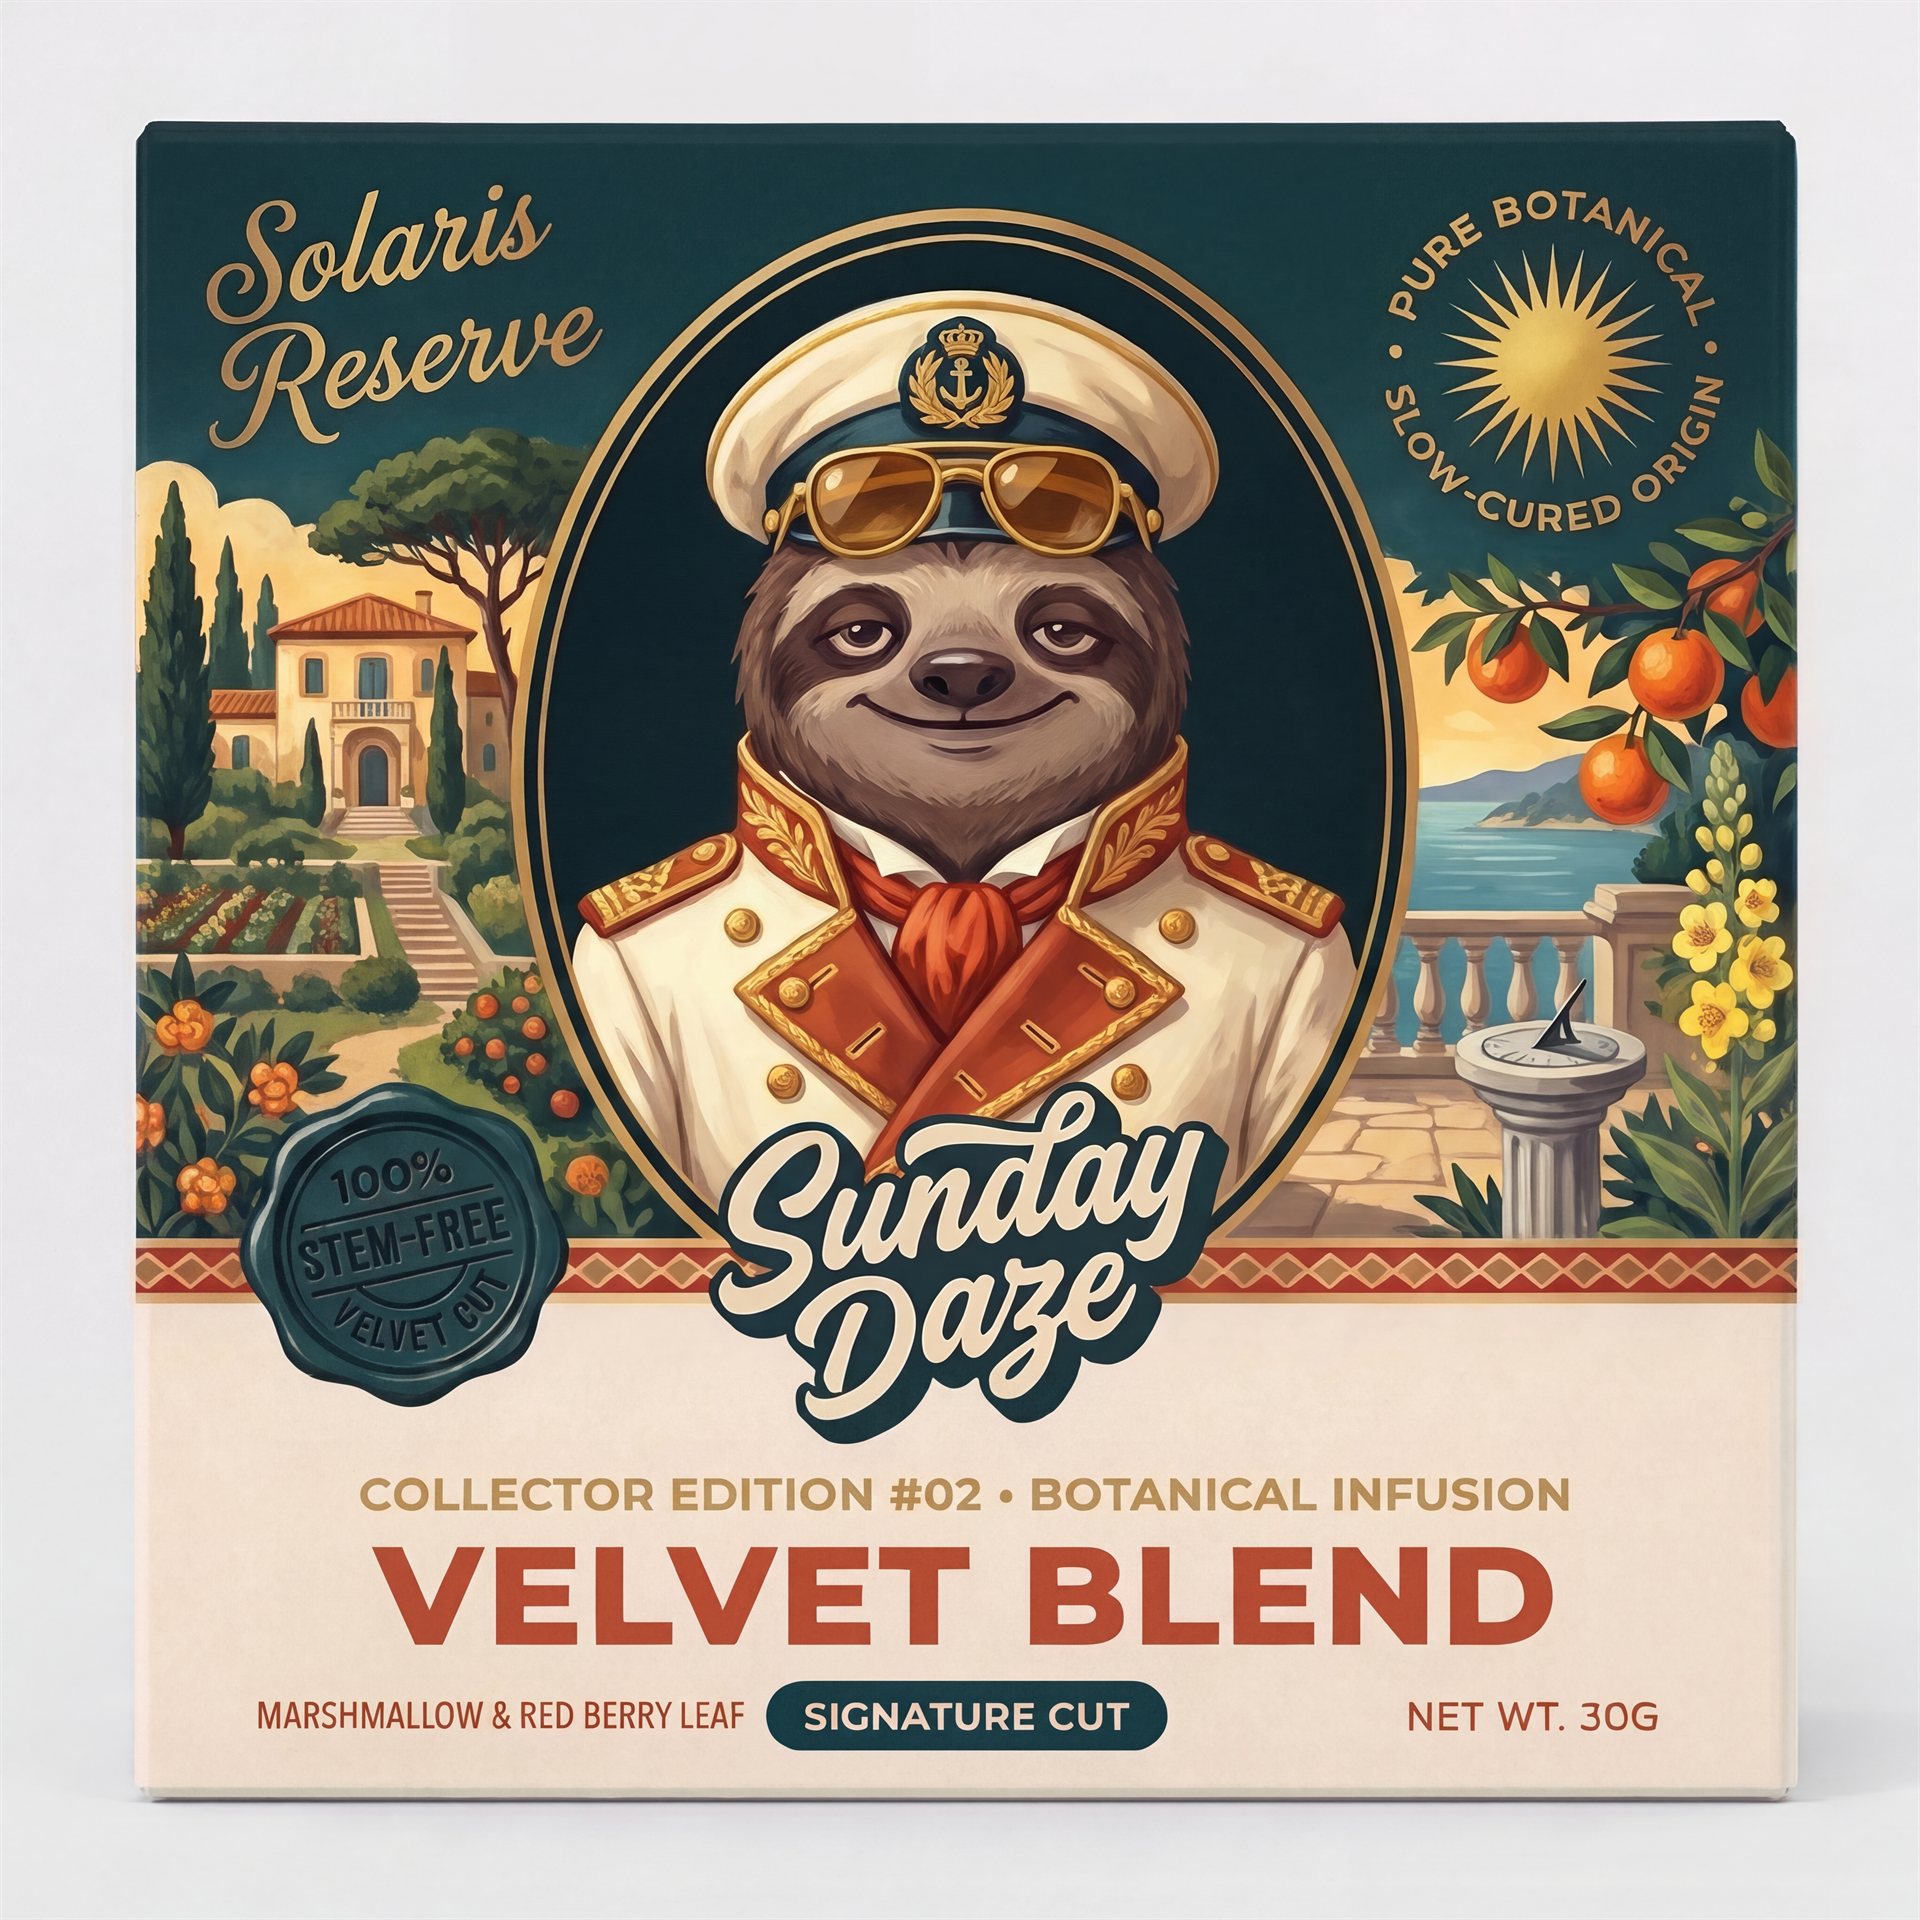 Solaris
Reserve
• PURE BOTANICAL •
SLOW-CURED ORIGIN
100%
STEM-FREE
VELVET CUT
Sunday
Daze
COLLECTOR EDITION #02 • BOTANICAL INFUSION
VELVET BLEND
MARSHMALLOW & RED BERRY LEAF
SIGNATURE CUT
NET WT. 30G